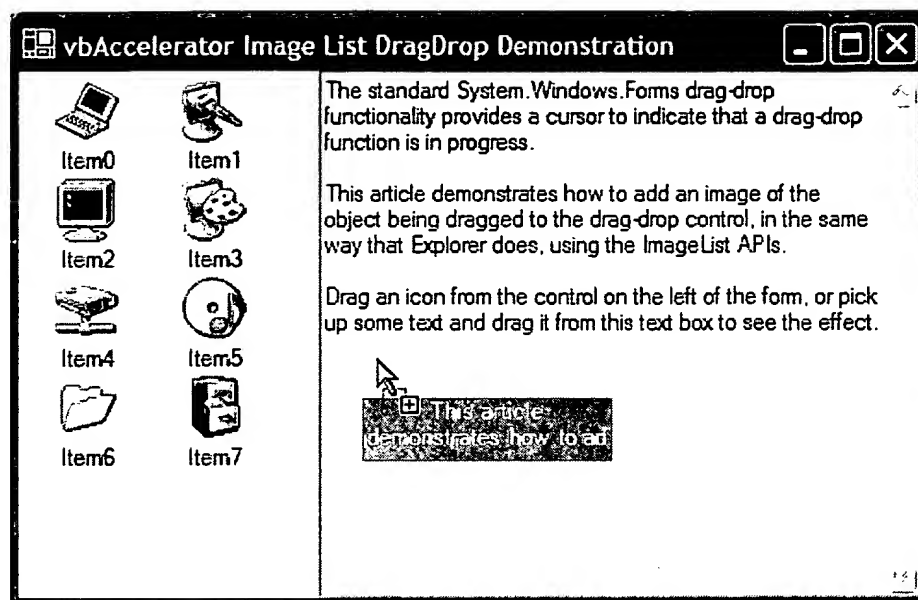 vbAccelerator Image List DragDrop Demonstration
Item0 Item1
Item2 Item3
Item4 Item5
Item6 Item7
The standard System.Windows.Forms drag-drop
functionality provides a cursor to indicate that a drag-drop
function is in progress.
This article demonstrates how to add an image of the
object being dragged to the drag-drop control, in the same
way that Explorer does, using the ImageList APIs.
Drag an icon from the control on the left of the form, or pick
up some text and drag it from this text box to see the effect.
This article
demonstrates how to ad